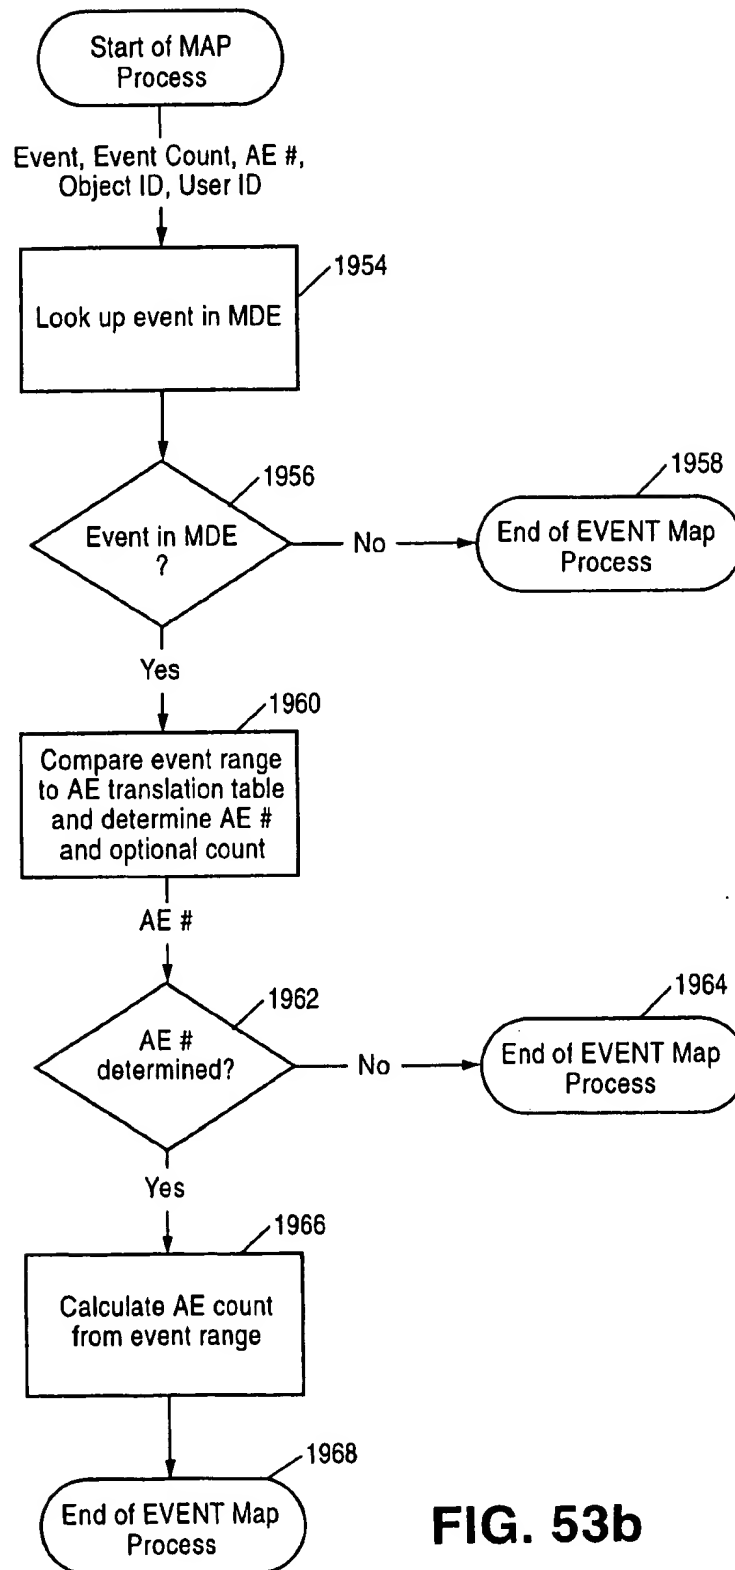 Start of MAP
Process
Event, Event Count, AE #,
Object ID, User ID
1954
Look up event in MDE
1956
Event in MDE
?
No
1958
End of EVENT Map
Process
Yes
1960
Compare event range
to AE translation table
and determine AE #
and optional count
AE #
1962
AE #
determined?
No
1964
End of EVENT Map
Process
Yes
1966
Calculate AE count
from event range
1968
End of EVENT Map
Process
FIG. 53b